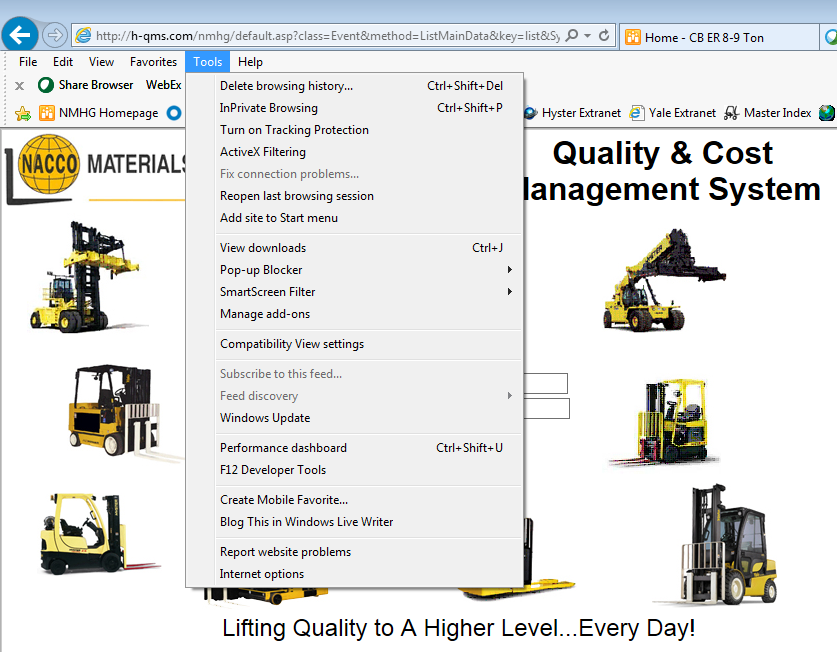 http://h-qms.com/nmhg/default.asp?class=Event&method=ListMainData&key=list&Sy
Home - CB ER 8-9 Ton
File Edit View Favorites Tools Help
x Share Browser WebEx
NMHG Homepage Hyster Extranet Yale Extranet Master Index
Delete browsing history... Ctrl+Shift+Del
InPrivate Browsing Ctrl+Shift+P
Turn on Tracking Protection
ActiveX Filtering
Fix connection problems...
Reopen last browsing session
Add site to Start menu
View downloads Ctrl+J
Pop-up Blocker
SmartScreen Filter
Manage add-ons
Compatibility View settings
Subscribe to this feed...
Feed discovery
Windows Update
Performance dashboard Ctrl+Shift+U
F12 Developer Tools
Create Mobile Favorite...
Blog This in Windows Live Writer
Report website problems
Internet options
NACCO MATERIALS
Quality & Cost
anagement System
Lifting Quality to A Higher Level...Every Day!